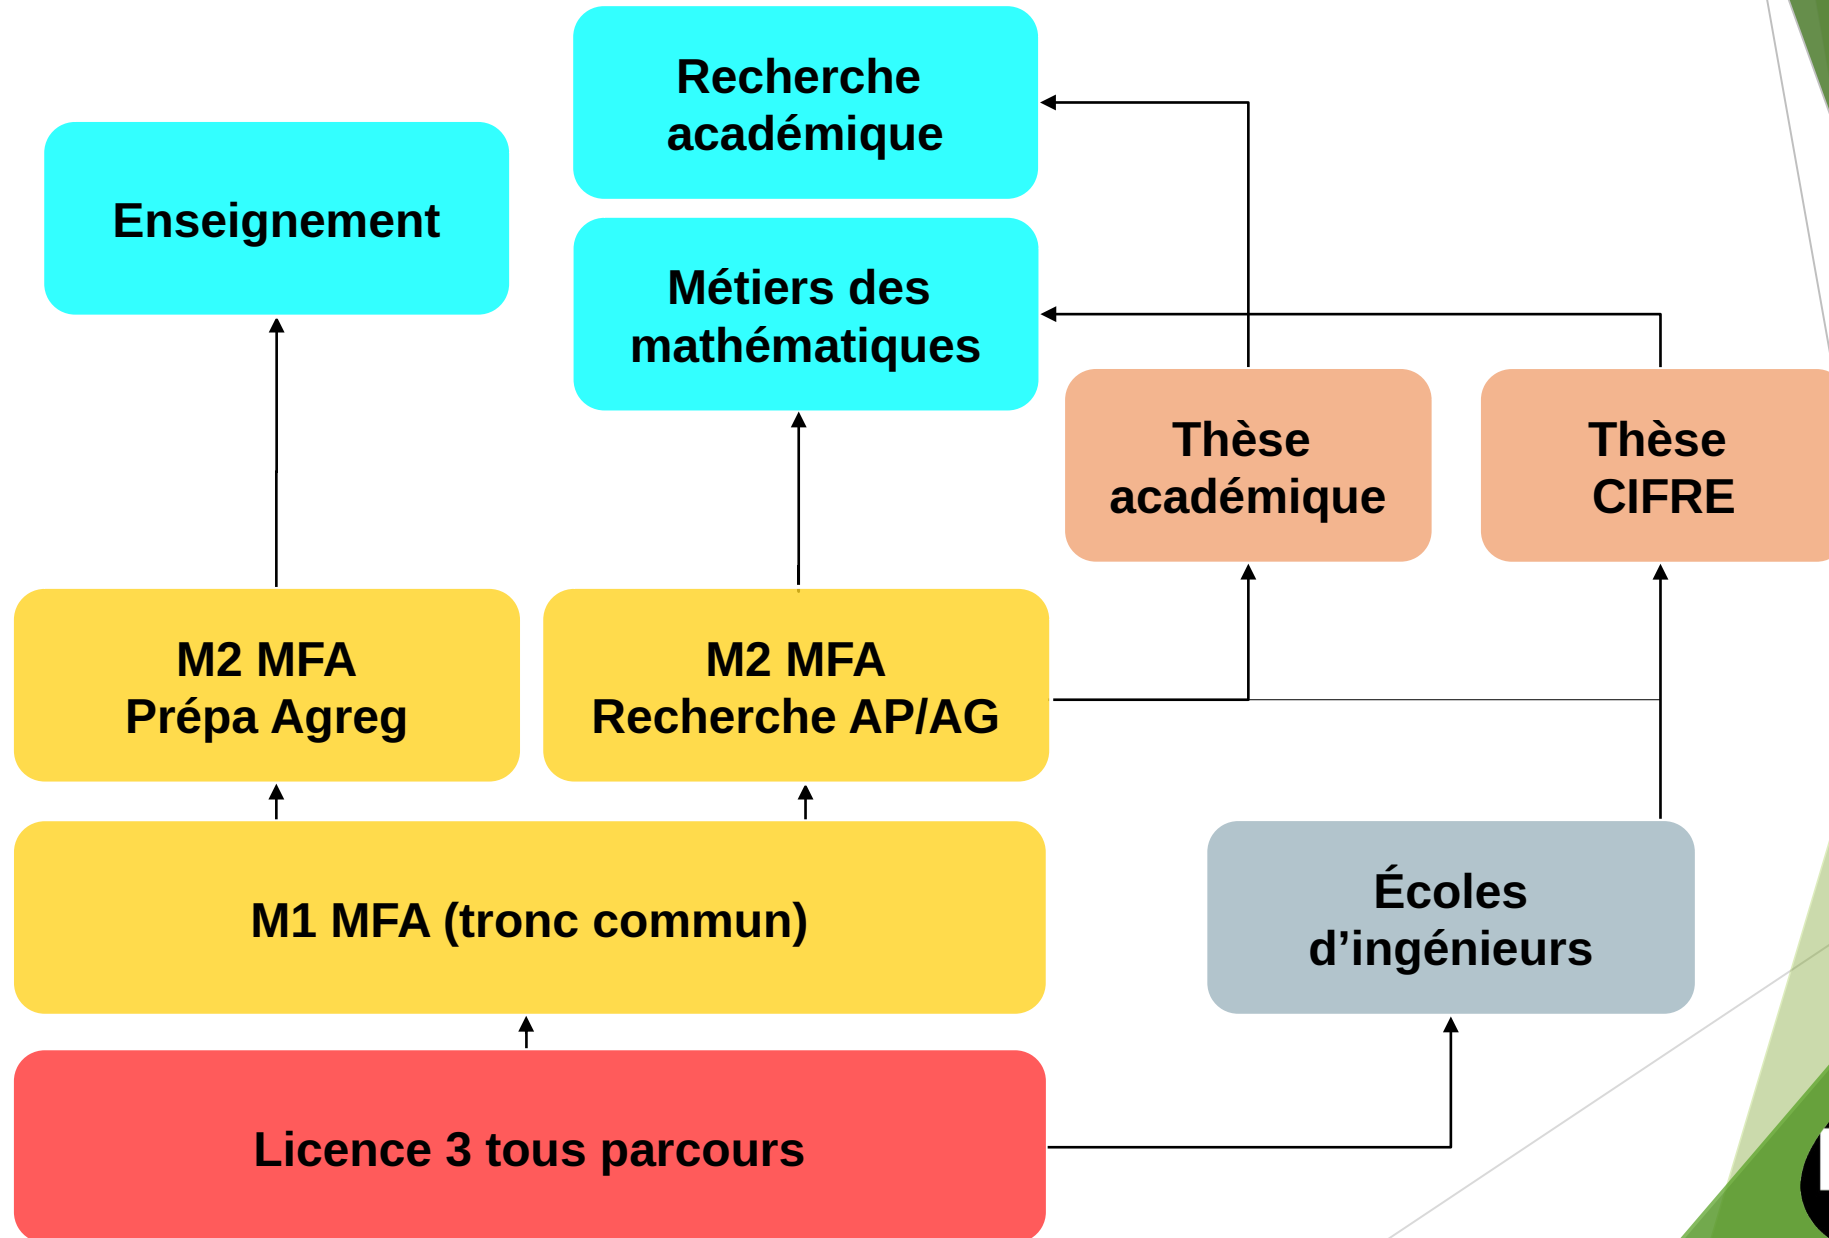 Recherche
académique
Enseignement
Métiers des
mathématiques
Thèse
académique
Thèse
CIFRE
M2 MFA
Prépa Agreg
M2 MFA
Recherche AP/AG
M1 MFA (tronc commun)
Écoles
d’ingénieurs
Licence 3 tous parcours